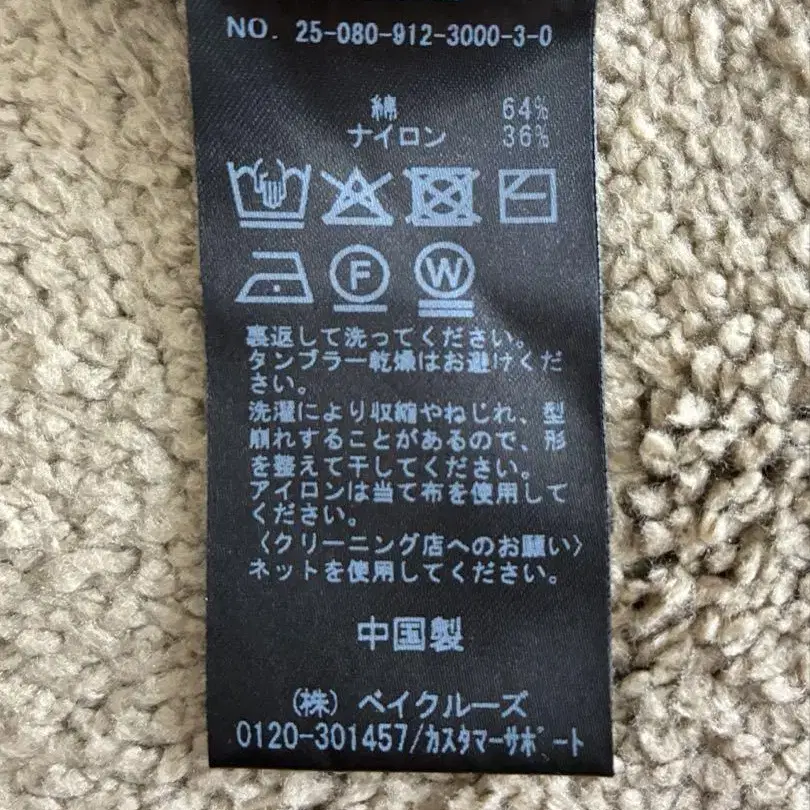 NO. 25-080-912-3000-3-0
綿 64%
ナイロン 36%
F W
裏返して洗ってください。
タンブラー乾燥はお避けくだ
さい。
洗濯により収縮やねじれ、型
崩れすることがあるので、形
を整えて干してください。
アイロンは当て布を使用して
ください。
〈クリーニング店へのお願い〉
ネットを使用してください。
中国製
(株) ベイクルーズ
0120-301457/カスタマーサポート